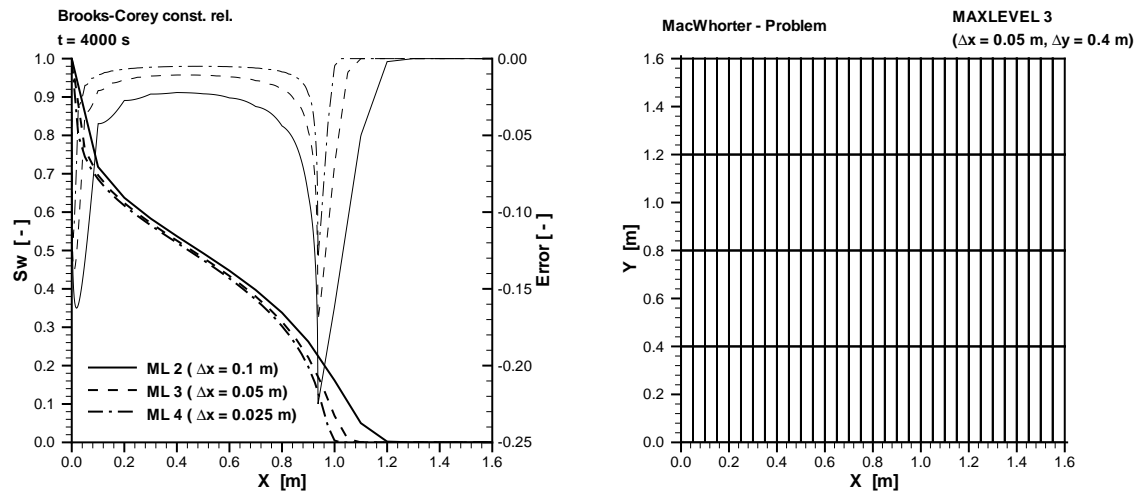 Brooks-Corey const. rel.
t = 4000 s
1.0
0.9
0.8
0.7
0.6
0.5
0.4
0.3
0.2
0.1
0.0
Sw [ - ]
0.00
-0.05
-0.10
-0.15
-0.20
-0.25
Error [ - ]
ML 2 ( Δx = 0.1 m)
ML 3 ( Δx = 0.05 m)
ML 4 ( Δx = 0.025 m)
0.0 0.2 0.4 0.6 0.8 1.0 1.2 1.4 1.6
X [m]
MacWhorter - Problem
MAXLEVEL 3
(Δx = 0.05 m, Δy = 0.4 m)
1.6
1.4
1.2
1.0
0.8
0.6
0.4
0.2
0.0
Y [m]
0.0 0.2 0.4 0.6 0.8 1.0 1.2 1.4 1.6
X [m]